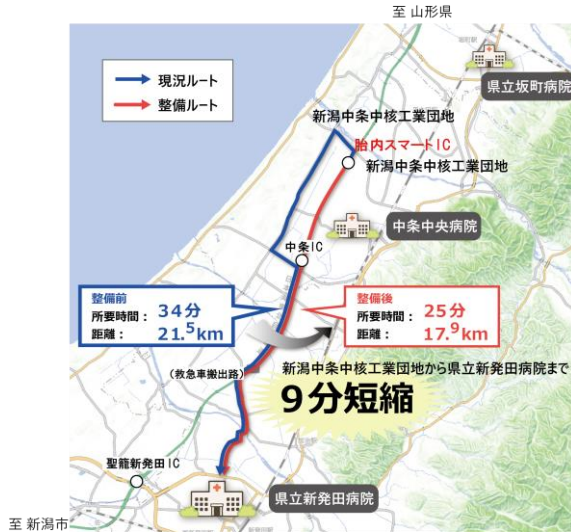 至 山形県
現況ルート
整備ルート
県立坂町病院
新潟中条中核工業団地
胎内スマートIC
新潟中条中核工業団地
中条中央病院
中条IC
整備前
所要時間： 34分
距離： 21.5km
整備後
所要時間： 25分
距離： 17.9km
(救急車搬出路)
新潟中条中核工業団地から県立新発田病院まで
9分短縮
聖籠新発田IC
県立新発田病院
至 新潟市